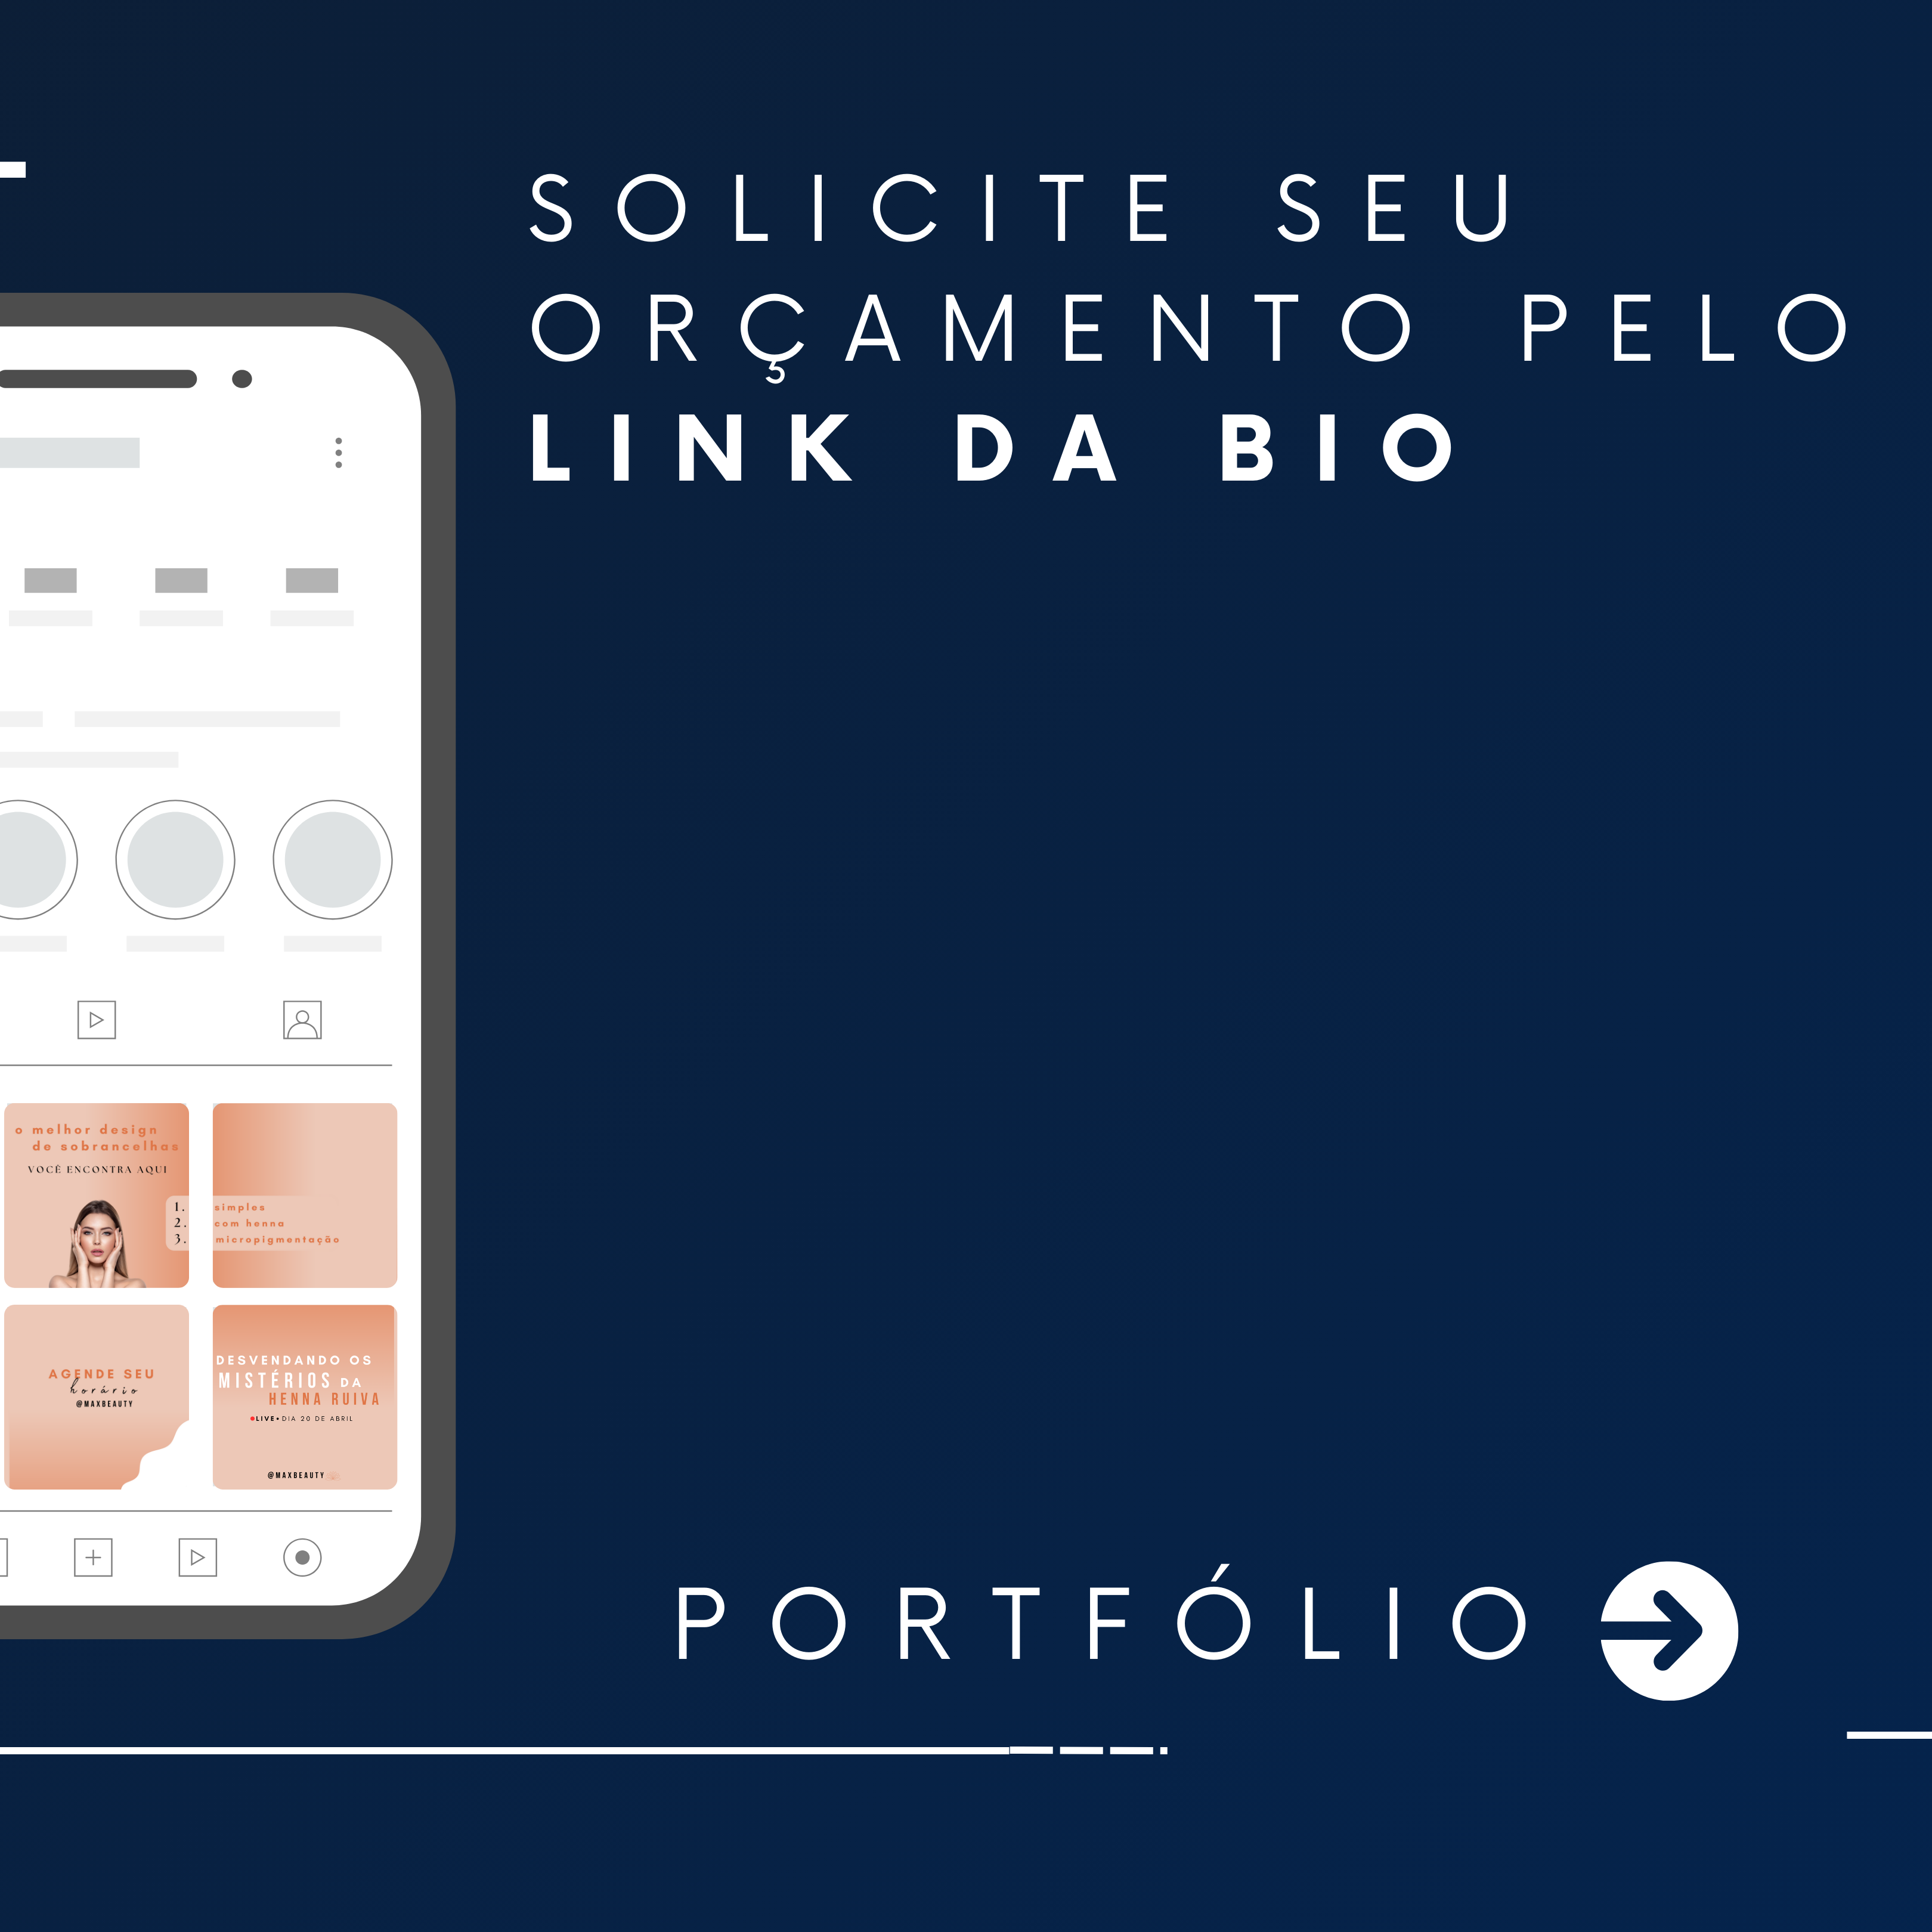 SOLICITE SEU
ORÇAMENTO PELO
LINK DA BIO
o melhor design
de sobrancelhas
VOCÊ ENCONTRA AQUI
1. simples
2. com henna
3. micropigmentação
AGENDE SEU
horário
@MAXBEAUTY
DESVENDANDO OS
MISTÉRIOS DA
HENNA RUIVA
LIVE• DIA 20 DE ABRIL
@MAXBEAUTY
PORTFÓLIO